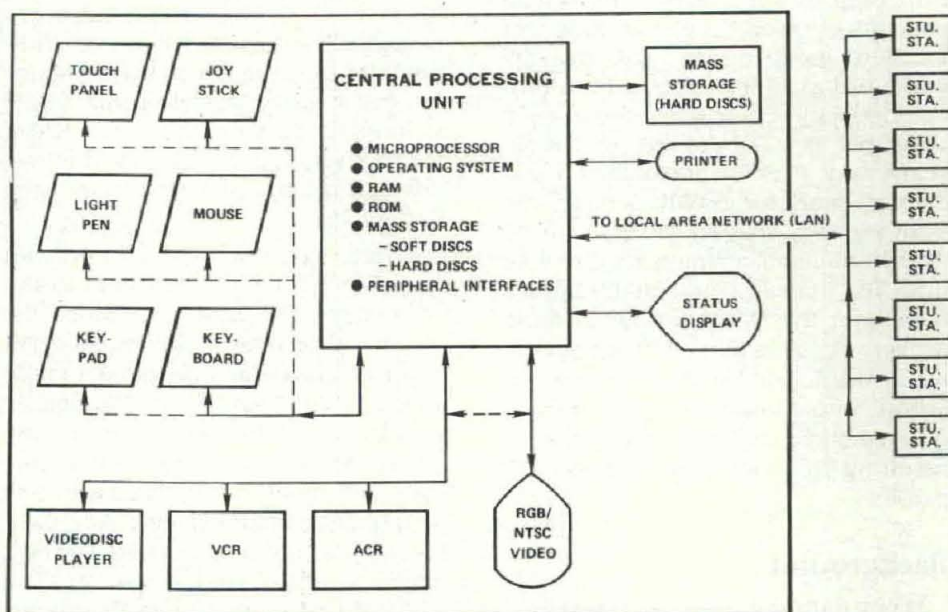 TOUCH
PANEL
JOY
STICK
LIGHT
PEN
MOUSE
KEY-
PAD
KEY-
BOARD
CENTRAL PROCESSING
UNIT
● MICROPROCESSOR
● OPERATING SYSTEM
● RAM
● ROM
● MASS STORAGE
– SOFT DISCS
– HARD DISCS
● PERIPHERAL INTERFACES
MASS
STORAGE
(HARD DISCS)
PRINTER
TO LOCAL AREA NETWORK (LAN)
STATUS
DISPLAY
VIDEODISC
PLAYER
VCR
ACR
RGB/
NTSC
VIDEO
STU.
STA.
STU.
STA.
STU.
STA.
STU.
STA.
STU.
STA.
STU.
STA.
STU.
STA.
STU.
STA.